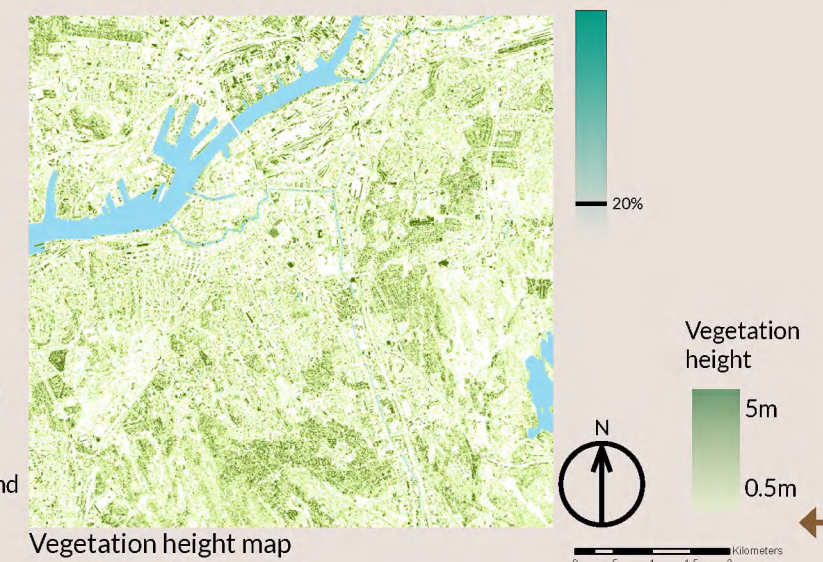 20%
Vegetation
height
5m
0.5m
N
nd
Vegetation height map
Kilometers